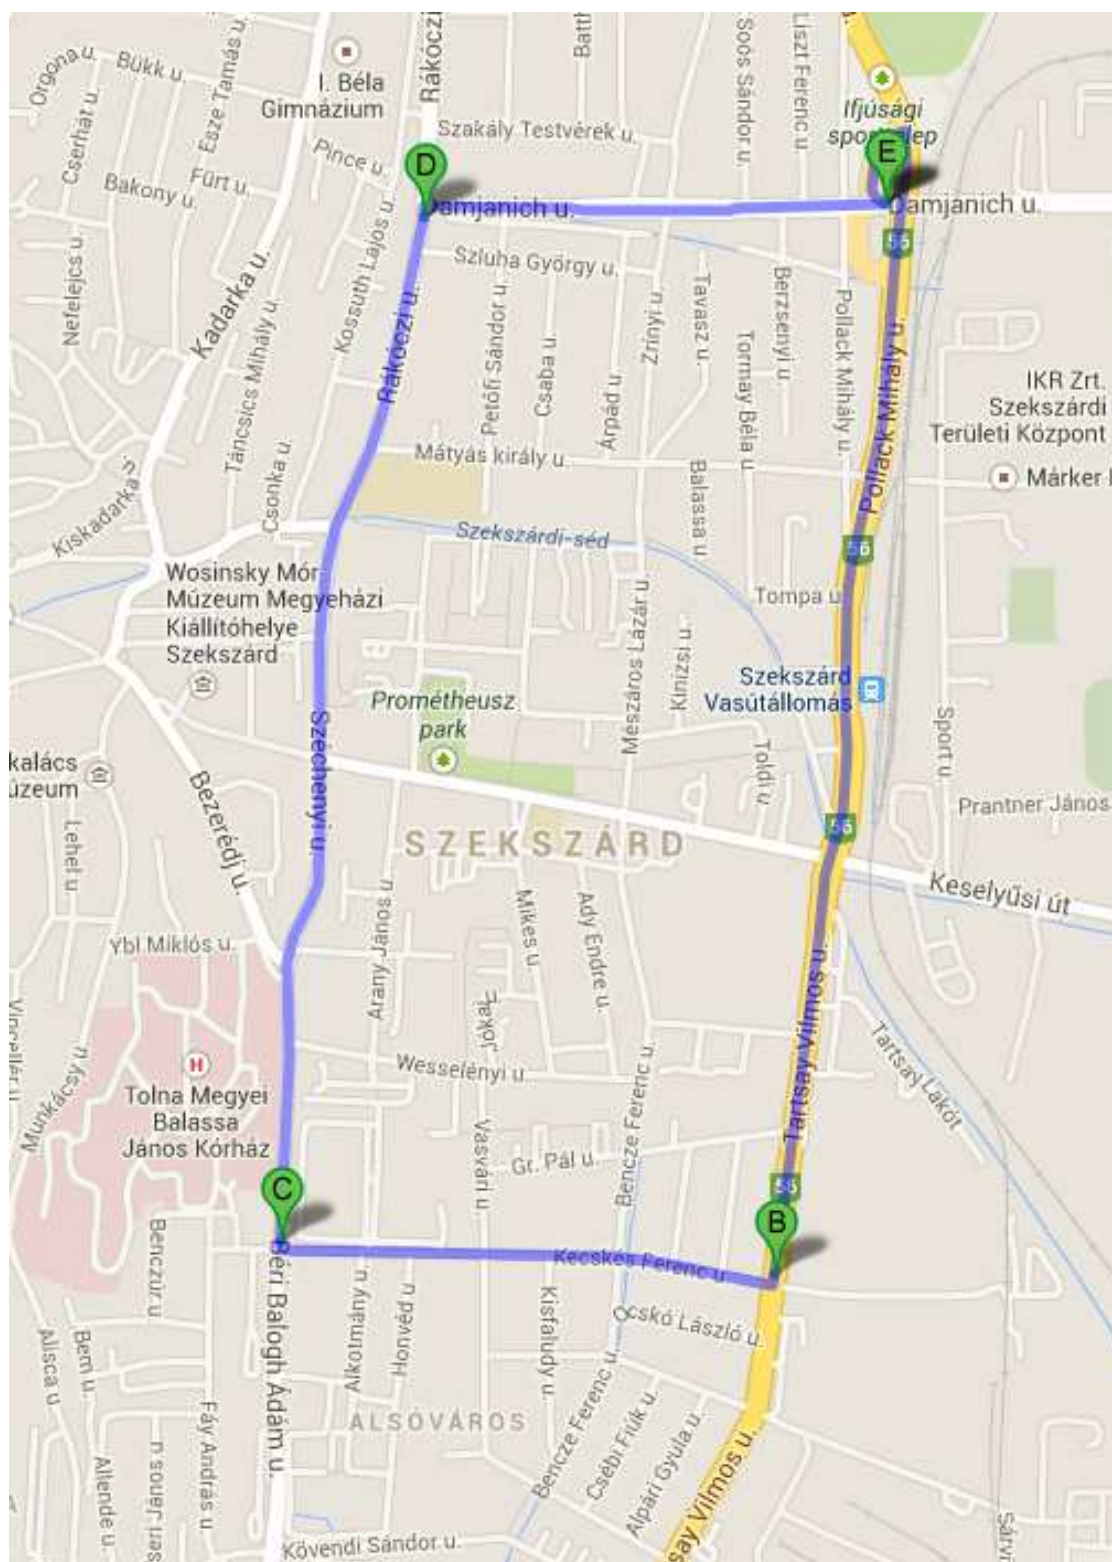 Orgona u.
Bükk u.
Esze Tamás u.
I. Béla
Gimnázium
Rákóczi
Soós Sándor u.
Liszt Ferenc u.
Ifjúsági
Cserhát u.
Szakály Testvérek u.
Pince u.
Bakony u.
Fürt u.
D
E
Damjanich u.
Damjanich u.
Nefelejcs u.
Kadarka u.
Kossuth Lajos u.
Rákóczi u.
Szluha György u.
56
Táncsics Mihály u.
Petőfi Sándor u.
Csaba u.
Árpád u.
Zrínyi u.
Tavasz u.
Tormay Béla u.
Berzsenyi u.
Pollack Mihály u.
Pollack Mihály u.
IKR Zrt.
Szekszárdi
Területi Központ
Márker
Kiskadarka u.
Csonka u.
Mátyás király u.
Balassa u.
Szekszárdi-séd
56
Wosinsky Mór
Múzeum Megyeházi
Kiállítóhelye
Szekszárd
Tompa u.
Mészáros Lázár u.
Kinizsi u.
Szekszárd
Vasútállomás
Prométheusz
park
Széchenyi u.
Toldi u.
Sport u.
kalács
úzeum
Bezerédj u.
Lehel u.
Prantner János
56
SZEKSZÁRD
Keselyűsi út
Arany János u.
Mikes u.
Ady Endre u.
Ybl Miklós u.
Tartsay Vilmos u.
Vincellér u.
Munkácsy u.
Jókai
H
Wesselényi u.
Tartsay Lakót
Tolna Megyei
Balassa
János Kórház
Vasvári u.
Gr. Pál u.
Bencze Ferenc u.
56
C
B
Benczúr u.
Béri Balogh Ádám u.
Kecskés Ferenc u.
Alkotmány u.
Honvéd u.
Kisfaludy u.
Ocskó László u.
Alisca u.
Bem u.
Fáy András u
ALSÓVÁROS
Bencze Ferenc u.
Csébi Fiúk u.
Alpári Gyula u.
say Vilmos u.
Allende u.
sen János u
Kövendi Sándor u.